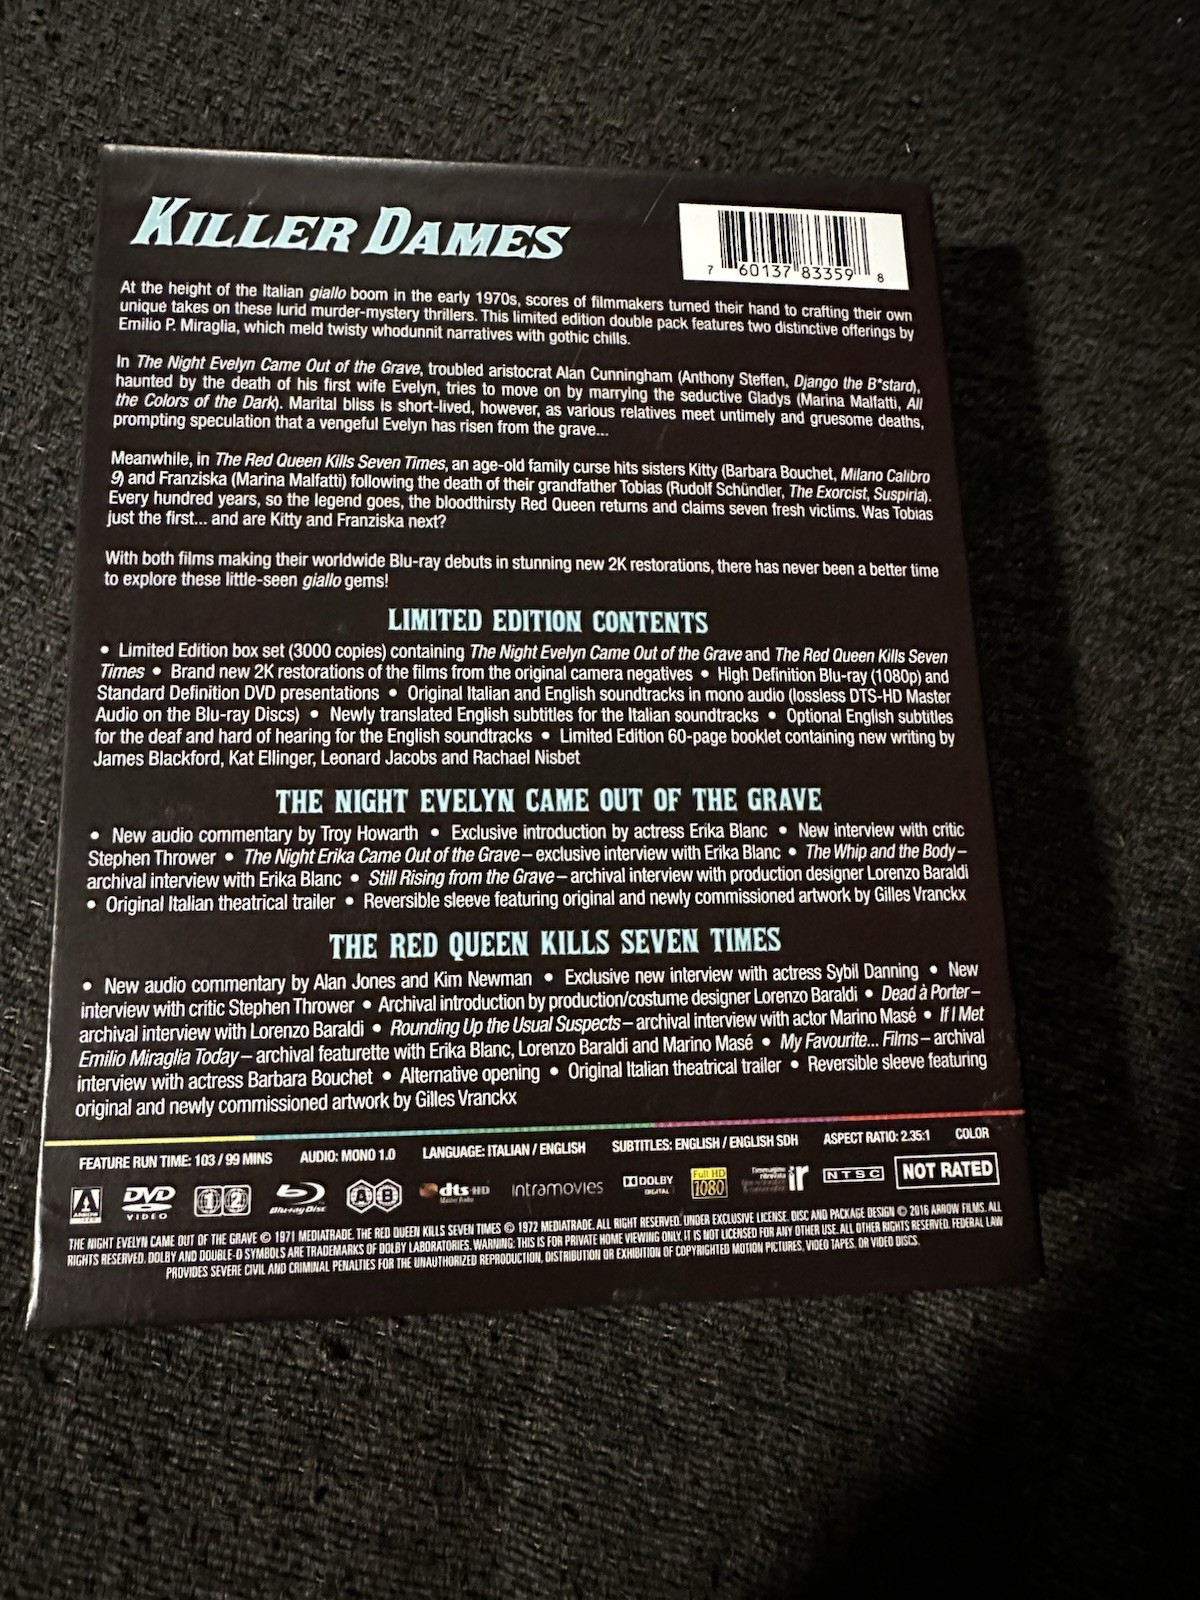 KILLER DAMES
7 60137 83359 8
At the height of the Italian giallo boom in the early 1970s, scores of filmmakers turned their hand to crafting their own
unique takes on these lurid murder-mystery thrillers. This limited edition double pack features two distinctive offerings by
Emilio P. Miraglia, which meld twisty whodunnit narratives with gothic chills.
In The Night Evelyn Came Out of the Grave, troubled aristocrat Alan Cunningham (Anthony Steffen, Django the B*stard),
haunted by the death of his first wife Evelyn, tries to move on by marrying the seductive Gladys (Marina Malfatti, All
the Colors of the Dark). Marital bliss is short-lived, however, as various relatives meet untimely and gruesome deaths,
prompting speculation that a vengeful Evelyn has risen from the grave...
Meanwhile, in The Red Queen Kills Seven Times, an age-old family curse hits sisters Kitty (Barbara Bouchet, Milano Calibro
9) and Franziska (Marina Malfatti) following the death of their grandfather Tobias (Rudolf Schündler, The Exorcist, Suspiria).
Every hundred years, so the legend goes, the bloodthirsty Red Queen returns and claims seven fresh victims. Was Tobias
just the first... and are Kitty and Franziska next?
With both films making their worldwide Blu-ray debuts in stunning new 2K restorations, there has never been a better time
to explore these little-seen giallo gems!
LIMITED EDITION CONTENTS
• Limited Edition box set (3000 copies) containing The Night Evelyn Came Out of the Grave and The Red Queen Kills Seven
Times • Brand new 2K restorations of the films from the original camera negatives • High Definition Blu-ray (1080p) and
Standard Definition DVD presentations • Original Italian and English soundtracks in mono audio (lossless DTS-HD Master
Audio on the Blu-ray Discs) • Newly translated English subtitles for the Italian soundtracks • Optional English subtitles
for the deaf and hard of hearing for the English soundtracks • Limited Edition 60-page booklet containing new writing by
James Blackford, Kat Ellinger, Leonard Jacobs and Rachael Nisbet
THE NIGHT EVELYN CAME OUT OF THE GRAVE
• New audio commentary by Troy Howarth • Exclusive introduction by actress Erika Blanc • New interview with critic
Stephen Thrower • The Night Erika Came Out of the Grave – exclusive interview with Erika Blanc • The Whip and the Body –
archival interview with Erika Blanc • Still Rising from the Grave – archival interview with production designer Lorenzo Baraldi
• Original Italian theatrical trailer • Reversible sleeve featuring original and newly commissioned artwork by Gilles Vranckx
THE RED QUEEN KILLS SEVEN TIMES
• New audio commentary by Alan Jones and Kim Newman • Exclusive new interview with actress Sybil Danning • New
interview with critic Stephen Thrower • Archival introduction by production/costume designer Lorenzo Baraldi • Dead à Porter –
archival interview with Lorenzo Baraldi • Rounding Up the Usual Suspects – archival interview with actor Marino Masé • If I Met
Emilio Miraglia Today – archival featurette with Erika Blanc, Lorenzo Baraldi and Marino Masé • My Favourite... Films – archival
interview with actress Barbara Bouchet • Alternative opening • Original Italian theatrical trailer • Reversible sleeve featuring
original and newly commissioned artwork by Gilles Vranckx
FEATURE RUN TIME: 103 / 99 MINS AUDIO: MONO 1.0 LANGUAGE: ITALIAN / ENGLISH SUBTITLES: ENGLISH / ENGLISH SDH ASPECT RATIO: 2.35:1 COLOR
ARROW DVD VIDEO 1 2 Blu-ray Disc A B dts-HD Master Audio intramovies DOLBY DIGITAL Full HD 1080 l'immagine ritrovata ir NTSC NOT RATED
THE NIGHT EVELYN CAME OUT OF THE GRAVE © 1971 MEDIATRADE. THE RED QUEEN KILLS SEVEN TIMES © 1972 MEDIATRADE. ALL RIGHT RESERVED. UNDER EXCLUSIVE LICENSE. DISC AND PACKAGE DESIGN © 2016 ARROW FILMS. ALL
RIGHTS RESERVED. DOLBY AND DOUBLE-D SYMBOLS ARE TRADEMARKS OF DOLBY LABORATORIES. WARNING: THIS IS FOR PRIVATE HOME VIEWING ONLY. IT IS NOT LICENSED FOR ANY OTHER USE. ALL OTHER RIGHTS RESERVED. FEDERAL LAW
PROVIDES SEVERE CIVIL AND CRIMINAL PENALTIES FOR THE UNAUTHORIZED REPRODUCTION, DISTRIBUTION OR EXHIBITION OF COPYRIGHTED MOTION PICTURES, VIDEO TAPES, OR VIDEO DISCS.